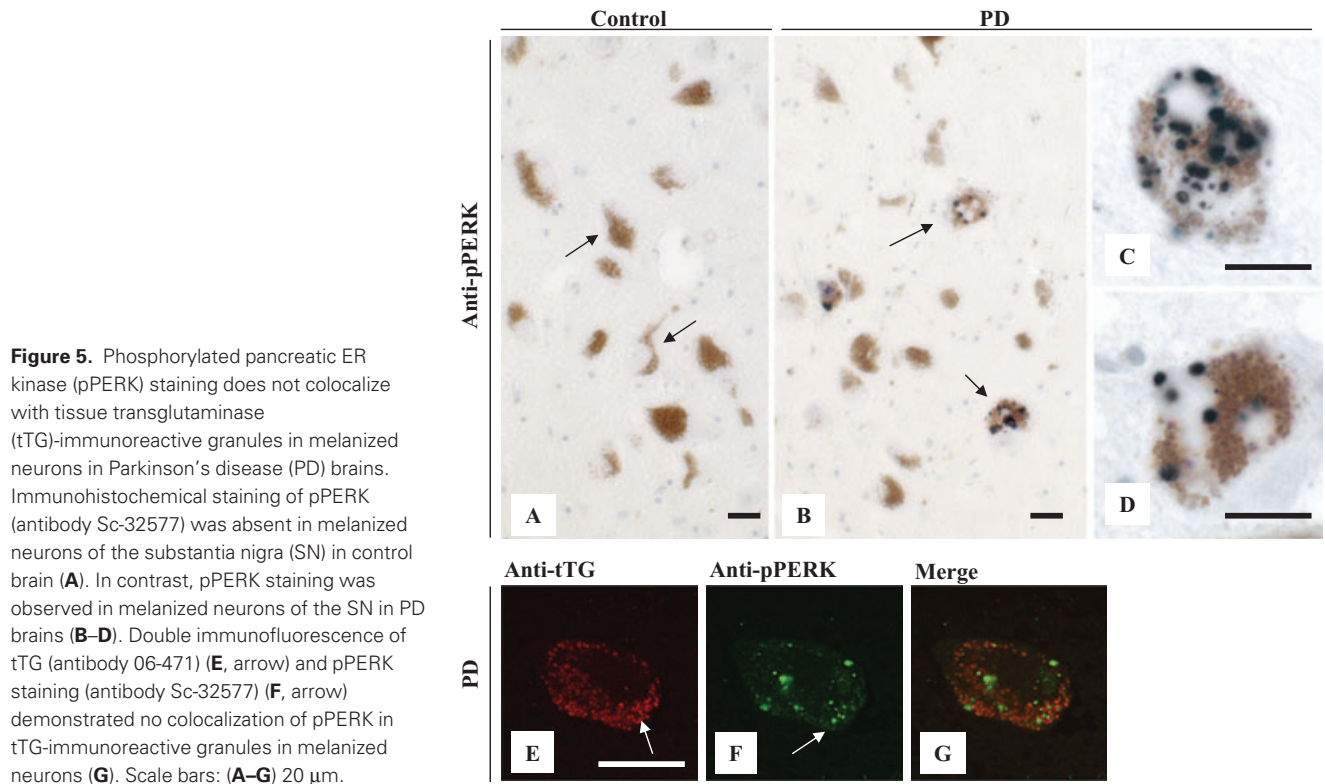 Control
PD
Anti-pPERK
A
B
C
D
Anti-tTG
Anti-pPERK
Merge
PD
E
F
G
Figure 5. Phosphorylated pancreatic ER
kinase (pPERK) staining does not colocalize
with tissue transglutaminase
(tTG)-immunoreactive granules in melanized
neurons in Parkinson's disease (PD) brains.
Immunohistochemical staining of pPERK
(antibody Sc-32577) was absent in melanized
neurons of the substantia nigra (SN) in control
brain (A). In contrast, pPERK staining was
observed in melanized neurons of the SN in PD
brains (B–D). Double immunofluorescence of
tTG (antibody 06-471) (E, arrow) and pPERK
staining (antibody Sc-32577) (F, arrow)
demonstrated no colocalization of pPERK in
tTG-immunoreactive granules in melanized
neurons (G). Scale bars: (A–G) 20 μm.